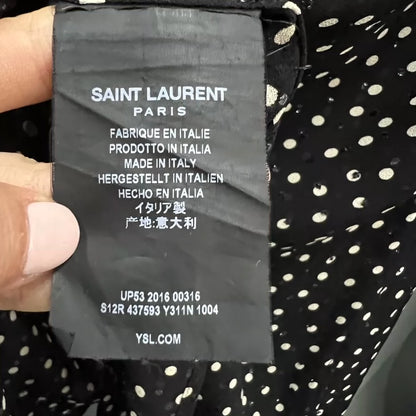 SAINT LAURENT
PARIS
FABRIQUE EN ITALIE
PRODOTTO IN ITALIA
MADE IN ITALY
HERGESTELLT IN ITALIEN
HECHO EN ITALIA
イタリア製
产地:意大利
UP53 2016 00316
S12R 437593 Y311N 1004
YSL.COM